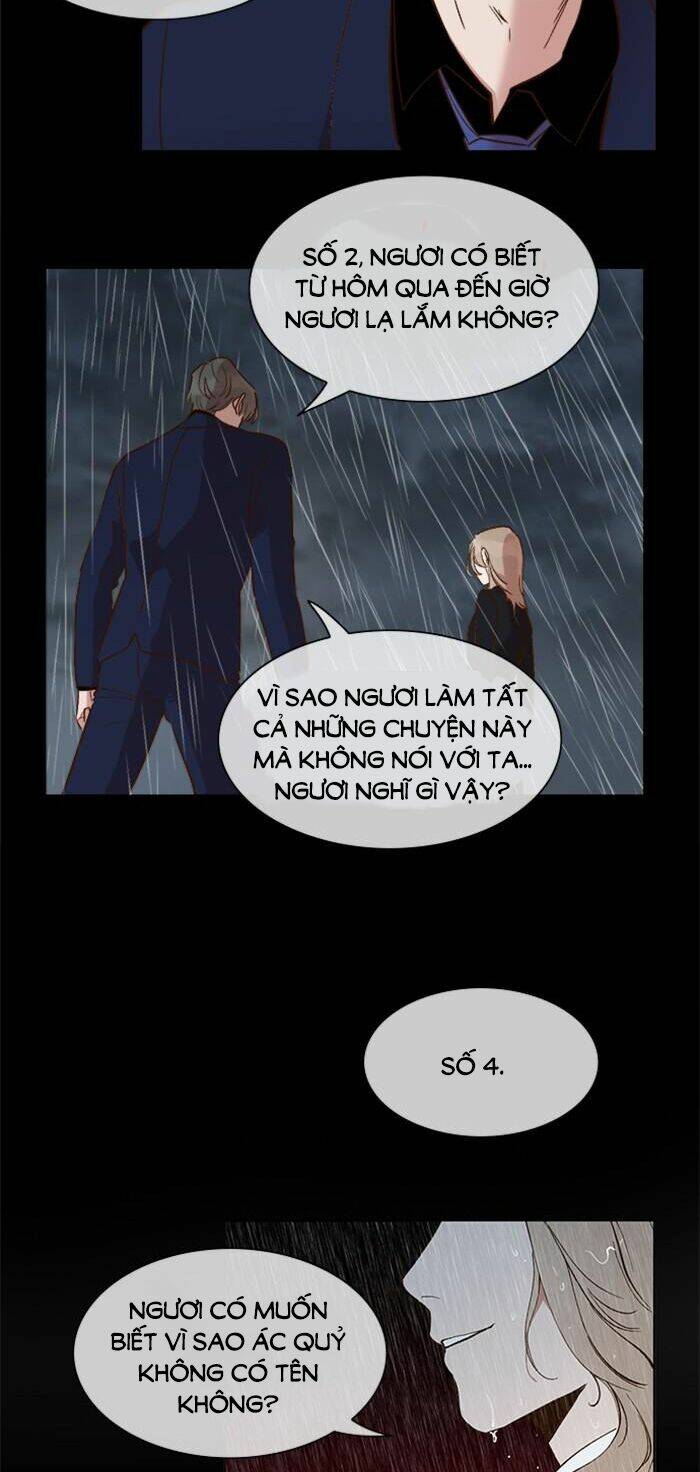 SỐ 2, NGƯƠI CÓ BIẾT
TỪ HÔM QUA ĐẾN GIỜ
NGƯƠI LẠ LẮM KHÔNG?
VÌ SAO NGƯƠI LÀM TẤT
CẢ NHỮNG CHUYỆN NÀY
MÀ KHÔNG NÓI VỚI TA...
NGƯƠI NGHĨ GÌ VẬY?
SỐ 4.
NGƯƠI CÓ MUỐN
BIẾT VÌ SAO ÁC QUỶ
KHÔNG CÓ TÊN
KHÔNG?